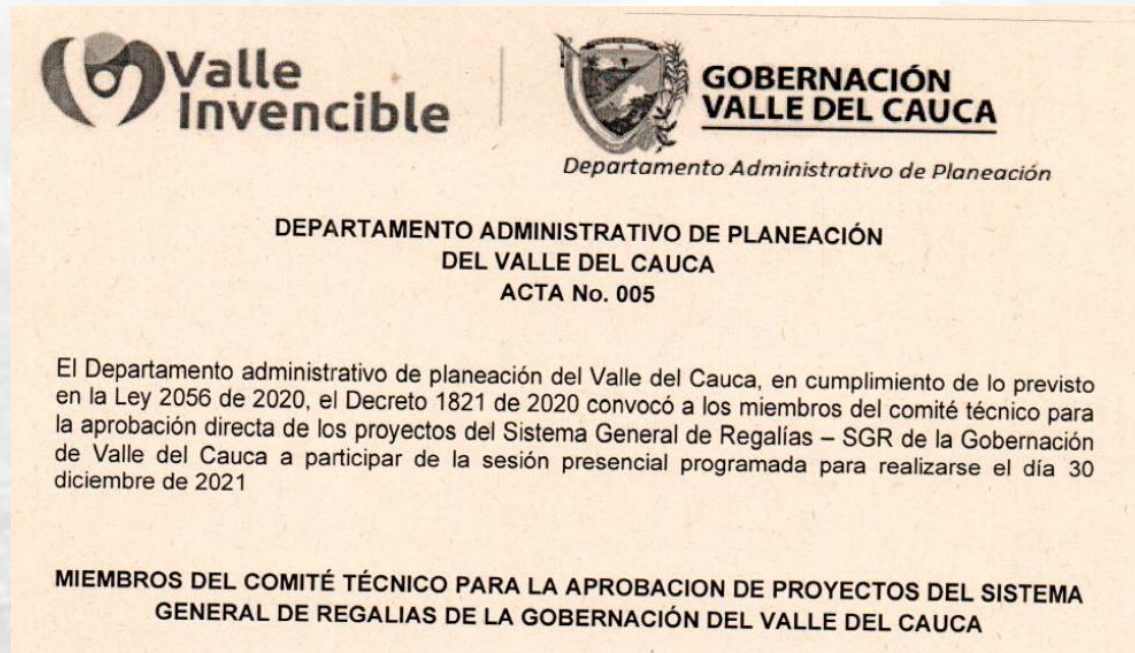 Valle
Invencible
GOBERNACIÓN
VALLE DEL CAUCA
Departamento Administrativo de Planeación
DEPARTAMENTO ADMINISTRATIVO DE PLANEACIÓN
DEL VALLE DEL CAUCA
ACTA No. 005
El Departamento administrativo de planeación del Valle del Cauca, en cumplimiento de lo previsto
en la Ley 2056 de 2020, el Decreto 1821 de 2020 convocó a los miembros del comité técnico para
la aprobación directa de los proyectos del Sistema General de Regalías – SGR de la Gobernación
de Valle del Cauca a participar de la sesión presencial programada para realizarse el día 30
diciembre de 2021
MIEMBROS DEL COMITÉ TÉCNICO PARA LA APROBACION DE PROYECTOS DEL SISTEMA
GENERAL DE REGALIAS DE LA GOBERNACIÓN DEL VALLE DEL CAUCA